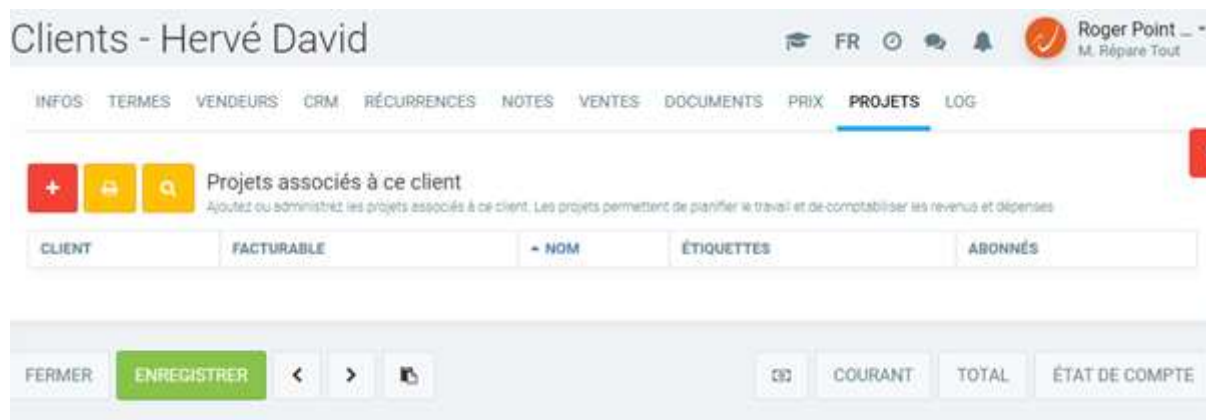 Clients - Hervé David
FR
Roger Point ...
M. Répare Tout
INFOS TERMES VENDEURS CRM RÉCURRENCES NOTES VENTES DOCUMENTS PRIX PROJETS LOG
Projets associés à ce client
Ajoutez ou administrez les projets associés à ce client. Les projets permettent de planifier le travail et de comptabiliser les revenus et dépenses
CLIENT FACTURABLE NOM ÉTIQUETTES ABONNÉS
FERMER ENREGISTRER COURANT TOTAL ÉTAT DE COMPTE